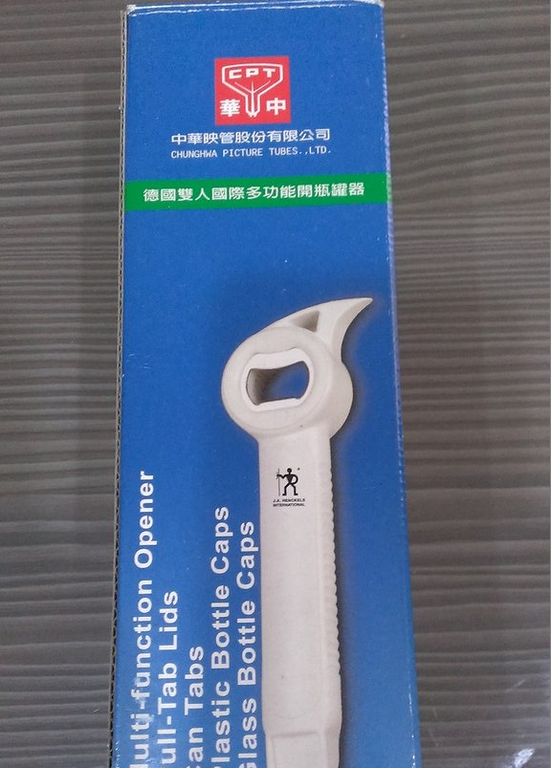 CPT
華中
中華映管股份有限公司
CHUNGHWA PICTURE TUBES.,LTD.
德國雙人國際多功能開瓶罐器
J.A. HENCKELS
INTERNATIONAL
ulti-function Opener
ull-Tab Lids
an Tabs
lastic Bottle Caps
lass Bottle Caps